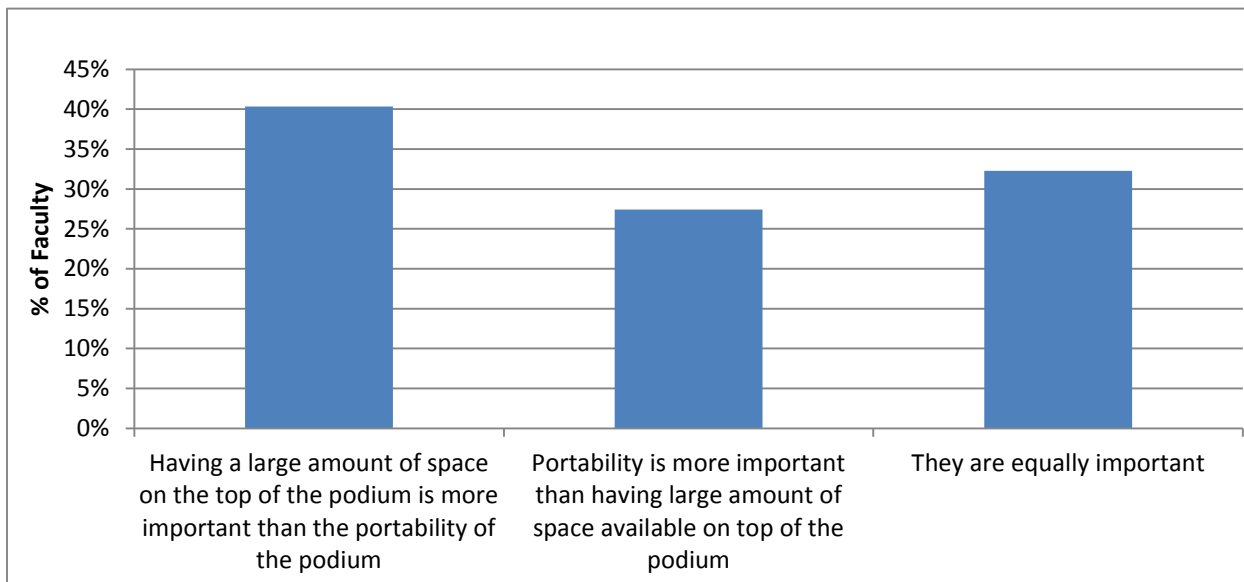 45%
40%
35%
30%
25%
20%
15%
10%
5%
0%
% of Faculty
Having a large amount of space
on the top of the podium is more
important than the portability of
the podium
Portability is more important
than having large amount of
space available on top of the
podium
They are equally important